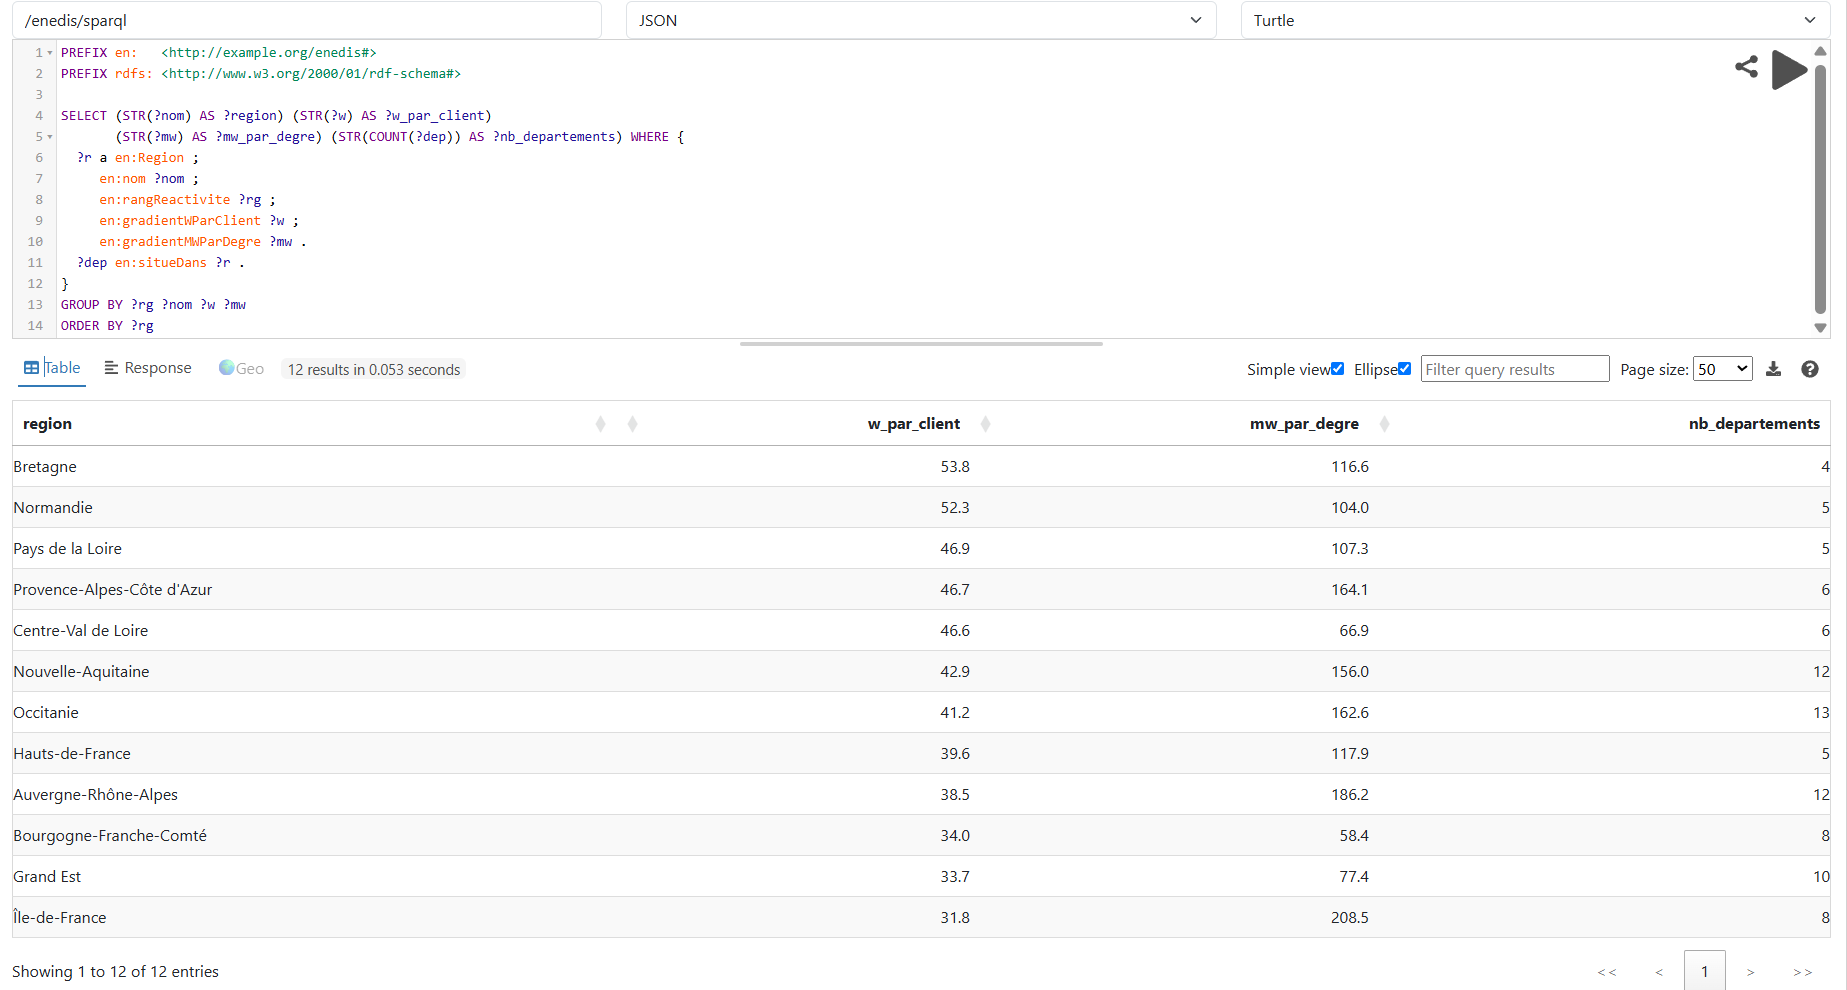 /enedis/sparql JSON Turtle
1 PREFIX en:   <http://example.org/enedis#>
2 PREFIX rdfs: <http://www.w3.org/2000/01/rdf-schema#>
3
4 SELECT (STR(?nom) AS ?region) (STR(?w) AS ?w_par_client)
5        (STR(?mw) AS ?mw_par_degre) (STR(COUNT(?dep)) AS ?nb_departements) WHERE {
6   ?r a en:Region ;
7      en:nom ?nom ;
8      en:rangReactivite ?rg ;
9      en:gradientWParClient ?w ;
10      en:gradientMWParDegre ?mw .
11   ?dep en:situeDans ?r .
12 }
13 GROUP BY ?rg ?nom ?w ?mw
14 ORDER BY ?rg
Table Response Geo 12 results in 0.053 seconds Simple view Ellipse Filter query results Page size: 50
region w_par_client mw_par_degre nb_departements
Bretagne 53.8 116.6 4
Normandie 52.3 104.0 5
Pays de la Loire 46.9 107.3 5
Provence-Alpes-Côte d'Azur 46.7 164.1 6
Centre-Val de Loire 46.6 66.9 6
Nouvelle-Aquitaine 42.9 156.0 12
Occitanie 41.2 162.6 13
Hauts-de-France 39.6 117.9 5
Auvergne-Rhône-Alpes 38.5 186.2 12
Bourgogne-Franche-Comté 34.0 58.4 8
Grand Est 33.7 77.4 10
Île-de-France 31.8 208.5 8
Showing 1 to 12 of 12 entries << < 1 > >>